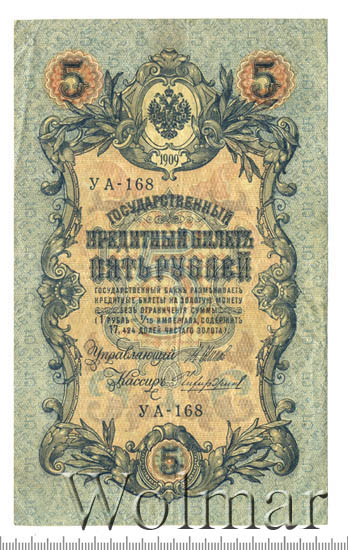 5 5
1909
УА-168
ГОСУДАРСТВЕННЫЙ
КРЕДИТНЫЙ БИЛЕТЪ
ПЯТЬ РУБЛЕЙ
ГОСУДАРСТВЕННЫЙ БАНКЪ РАЗМѢНИВАЕТЪ
КРЕДИТНЫЕ БИЛЕТЫ НА ЗОЛОТУЮ МОНЕТУ
БЕЗЪ ОГРАНИЧЕНІЯ СУММЫ
(1 РУБЛЬ = 1/15 ИМПЕРІАЛА, СОДЕРЖИТЪ
17,424 ДОЛЕЙ ЧИСТАГО ЗОЛОТА).
Управляющій
Кассиръ
УА-168
5
Wolmar